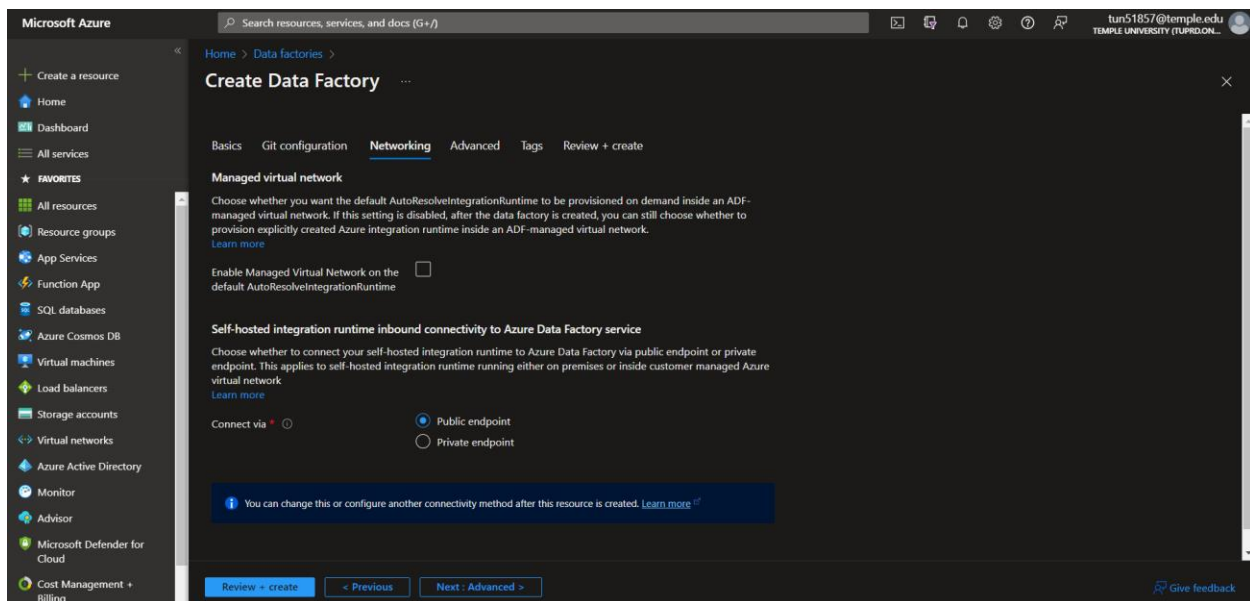 Microsoft Azure
Search resources, services, and docs (G+/)
tun51857@temple.edu
TEMPLE UNIVERSITY (TUPRD.ON...
«
Create a resource
Home
Dashboard
All services
FAVORITES
All resources
Resource groups
App Services
Function App
SQL databases
Azure Cosmos DB
Virtual machines
Load balancers
Storage accounts
Virtual networks
Azure Active Directory
Monitor
Advisor
Microsoft Defender for
Cloud
Cost Management +
Billing
Home > Data factories >
Create Data Factory ...
Basics Git configuration Networking Advanced Tags Review + create
Managed virtual network
Choose whether you want the default AutoResolveIntegrationRuntime to be provisioned on demand inside an ADF-
managed virtual network. If this setting is disabled, after the data factory is created, you can still choose whether to
provision explicitly created Azure integration runtime inside an ADF-managed virtual network.
Learn more
Enable Managed Virtual Network on the
default AutoResolveIntegrationRuntime
Self-hosted integration runtime inbound connectivity to Azure Data Factory service
Choose whether to connect your self-hosted integration runtime to Azure Data Factory via public endpoint or private
endpoint. This applies to self-hosted integration runtime running either on premises or inside customer managed Azure
virtual network
Learn more
Connect via *
Public endpoint
Private endpoint
You can change this or configure another connectivity method after this resource is created. Learn more
Review + create
< Previous
Next : Advanced >
Give feedback